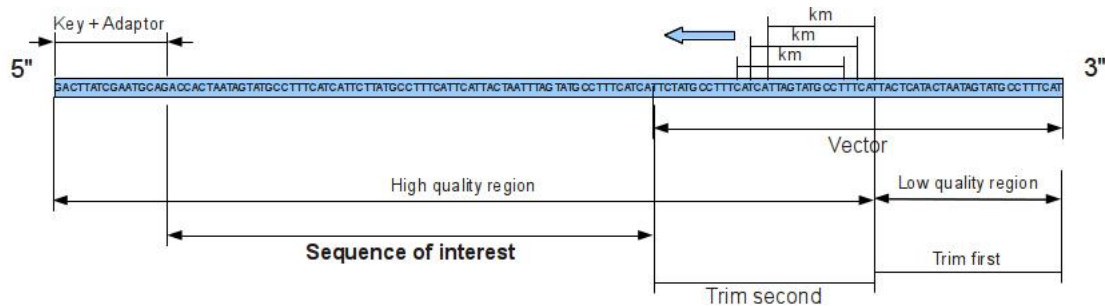 km
Key + Adaptor
km
km
5"
3"
GACTTATCGAATGCAGACCACTAATAGTATGCCTTTCATCATTCTTATGCCTTTCATTCATTACTAATTTAGTATGCCTTTCATCATTCTATGCCTTTCATCATTAGTATGCCTTTCATTACTCATACTAATAGTATGCCTTTCAT
Vector
High quality region
Low quality region
Sequence of interest
Trim first
Trim second